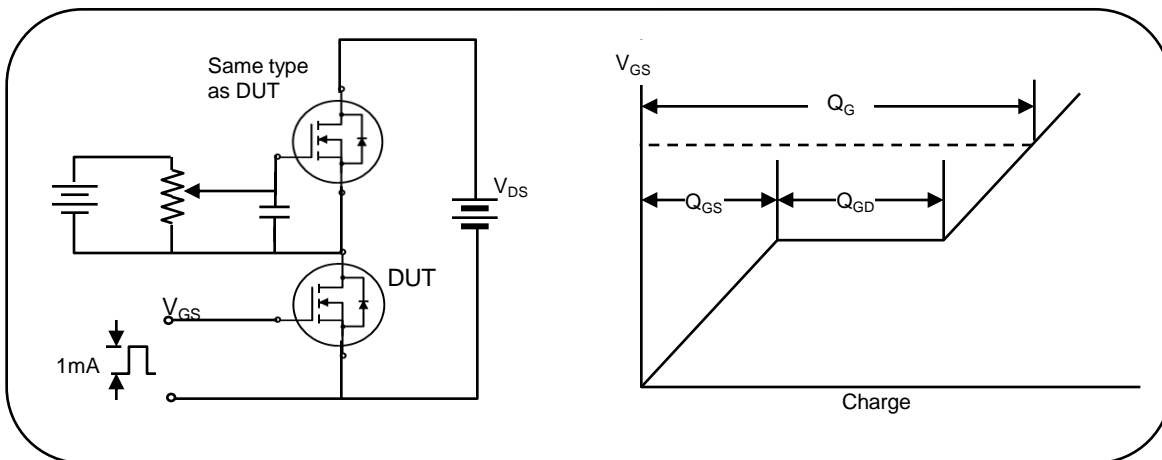 Same type
as DUT
V_DS
DUT
V_GS
1mA
V_GS
Q_G
Q_GS
Q_GD
Charge